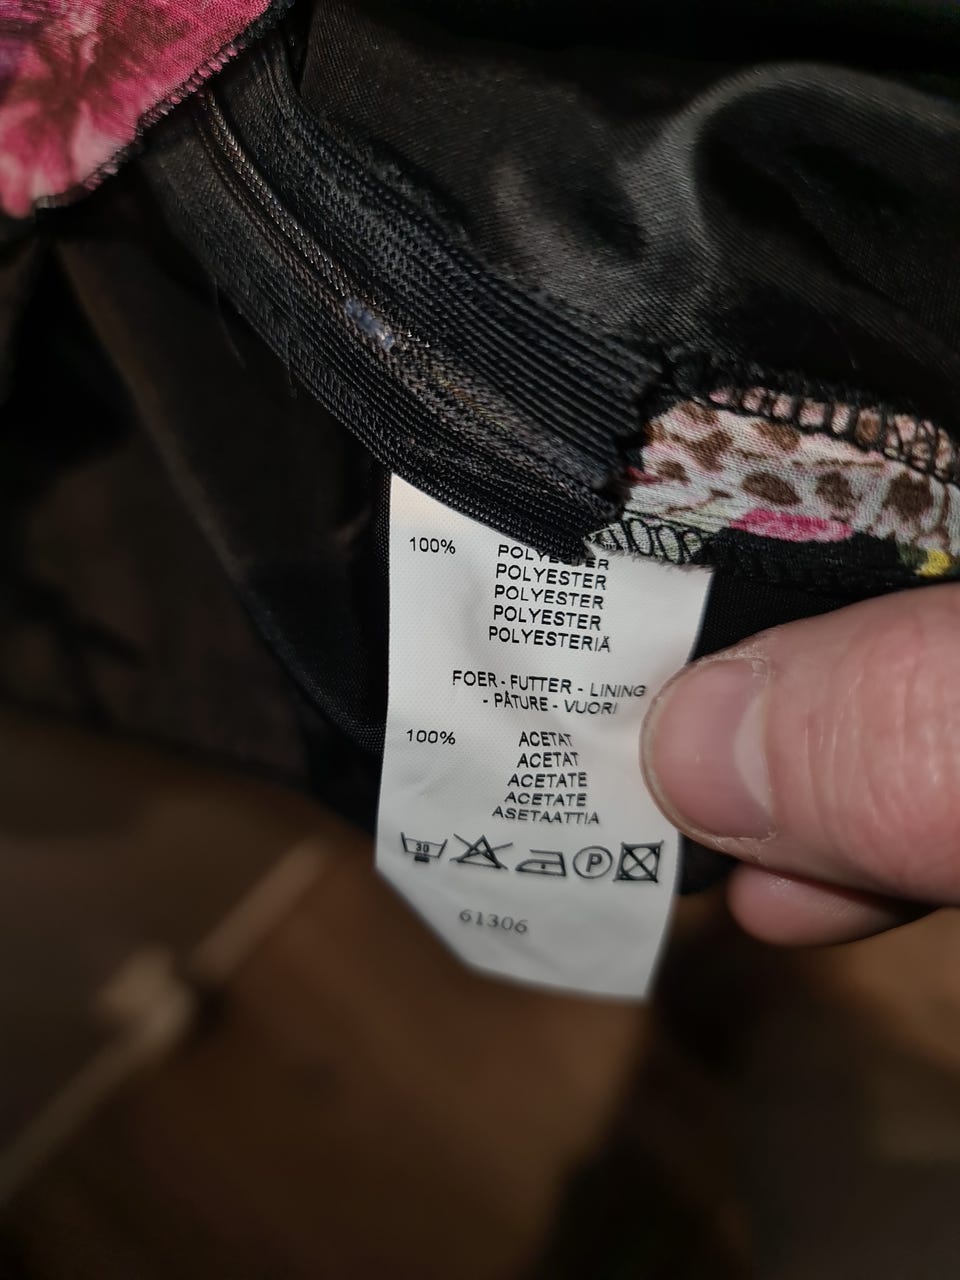 100% POLYESTER
POLYESTER
POLYESTER
POLYESTER
POLYESTERIÄ
FOER - FUTTER - LINING
- PÂTURE - VUORI
100% ACETAT
ACETAT
ACETATE
ACETATE
ASETAATTIA
30
P
61306